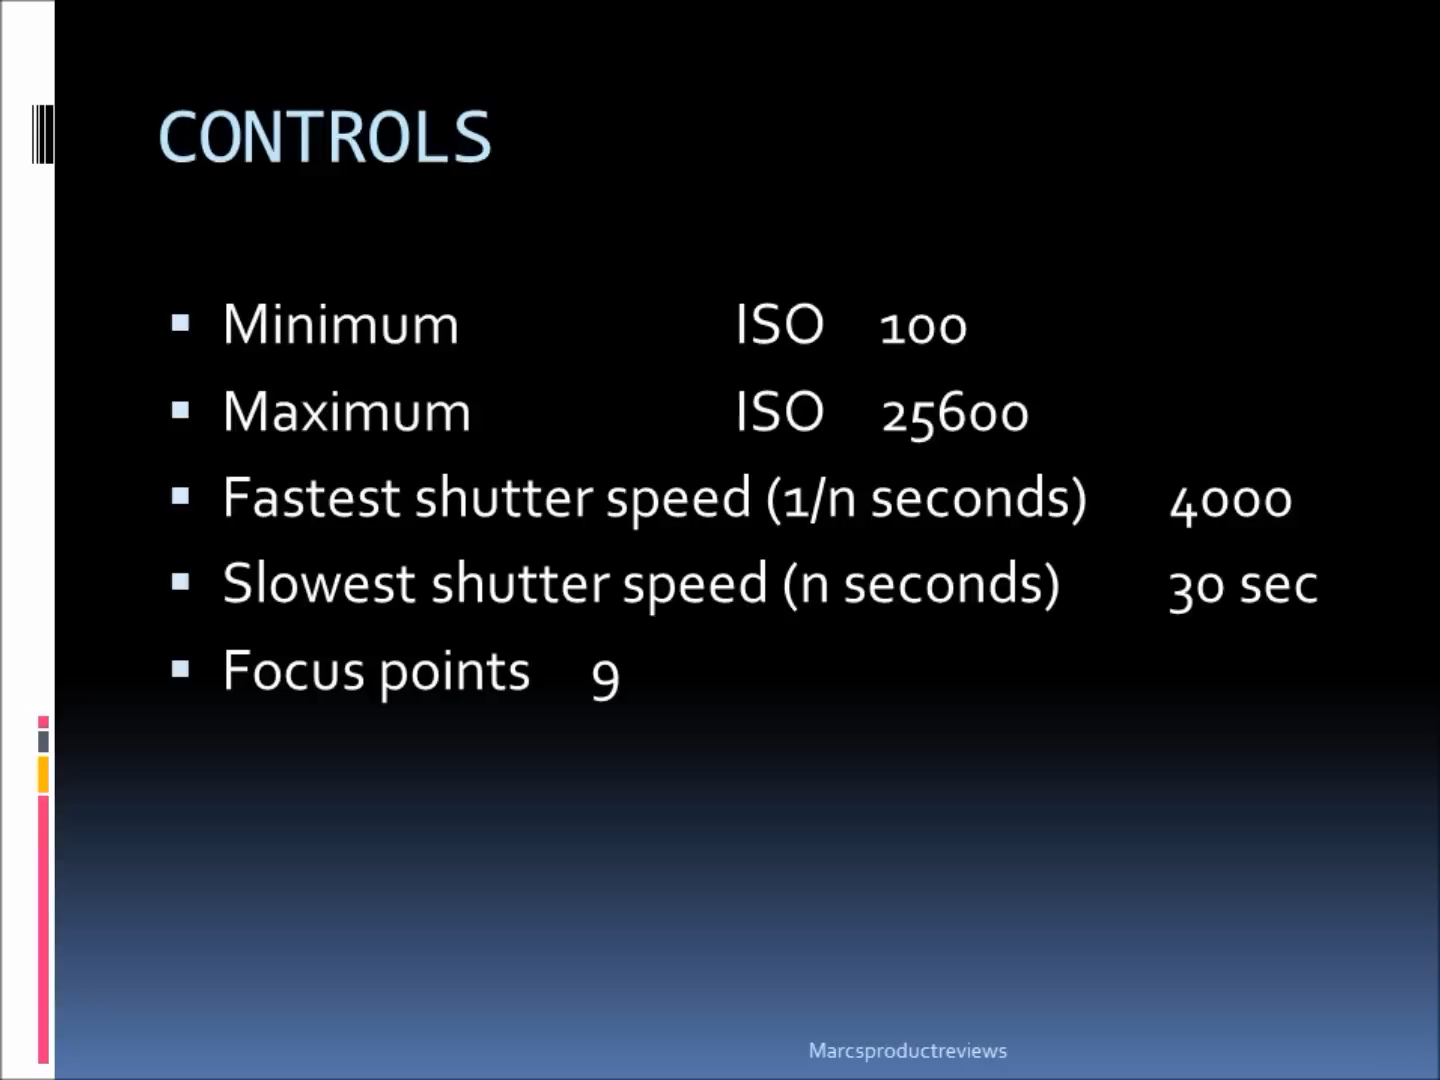 CONTROLS
Minimum ISO 100
Maximum ISO 25600
Fastest shutter speed (1/n seconds) 4000
Slowest shutter speed (n seconds) 30 sec
Focus points 9
Marcsproductreviews